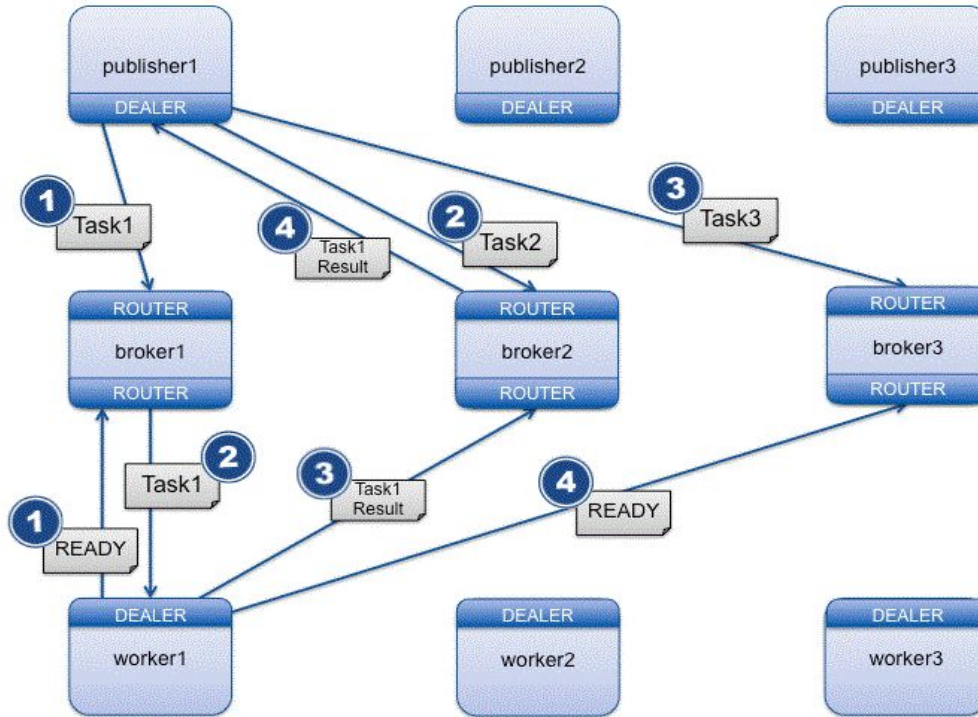 publisher1
DEALER
publisher2
DEALER
publisher3
DEALER
1
Task1
4
Task1
Result
2
Task2
3
Task3
ROUTER
broker1
ROUTER
ROUTER
broker2
ROUTER
ROUTER
broker3
ROUTER
1
READY
2
Task1
3
Task1
Result
4
READY
DEALER
worker1
DEALER
worker2
DEALER
worker3